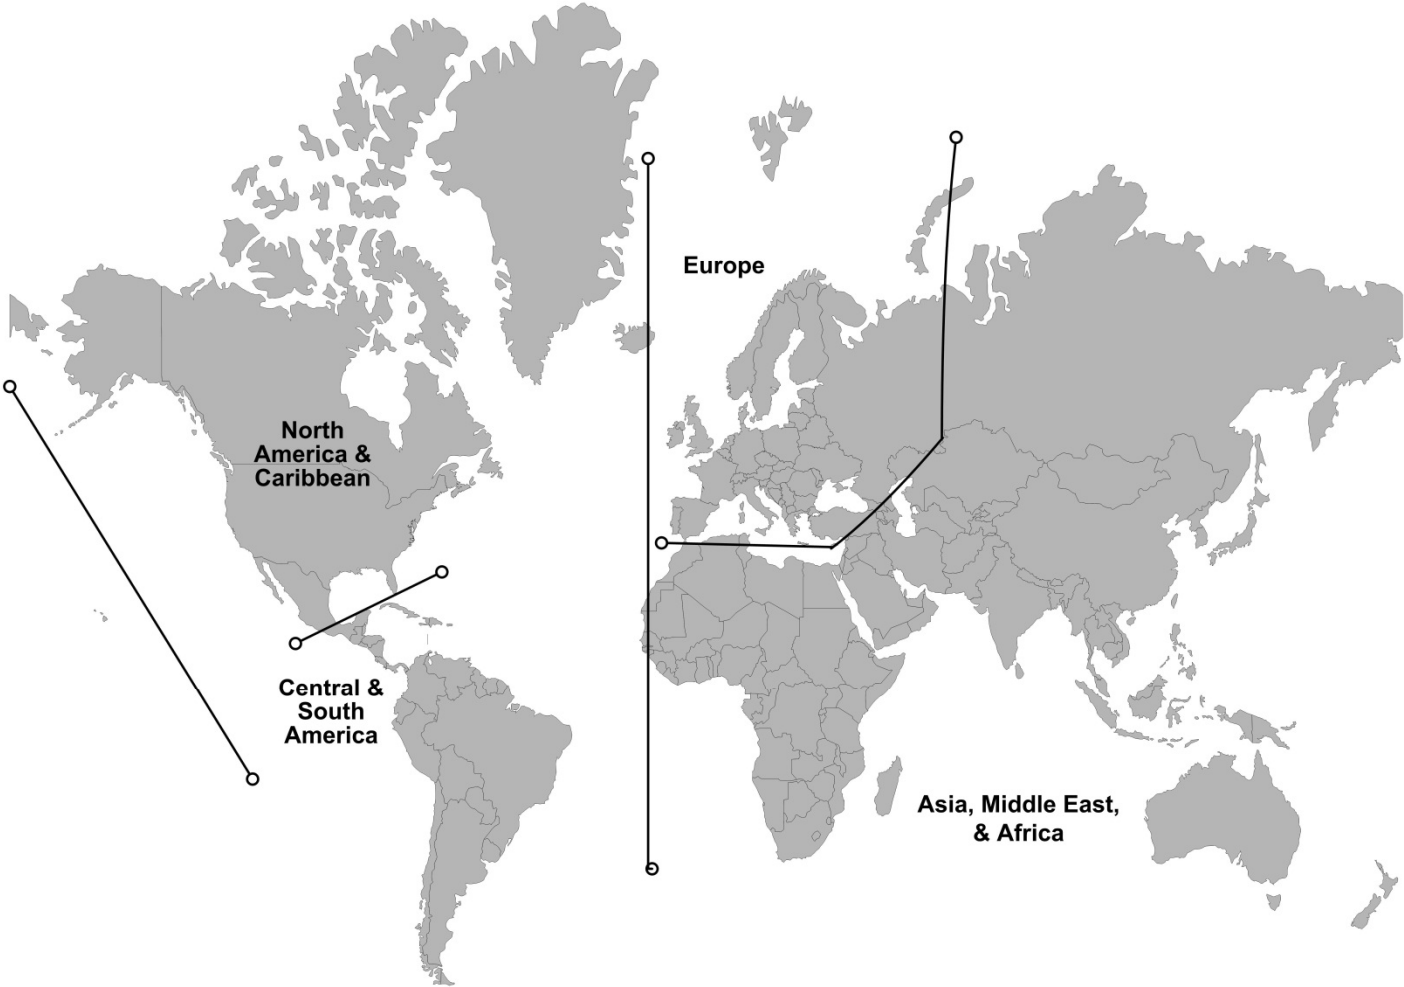 Europe
North
America &
Caribbean
Central &
South
America
Asia, Middle East,
& Africa